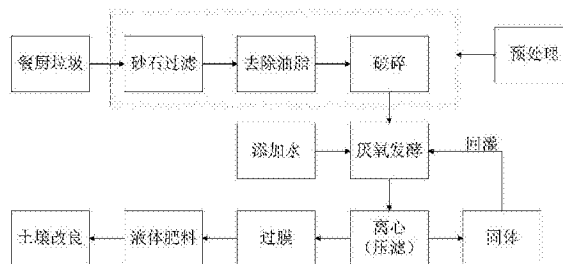 餐厨垃圾
砂石过滤
去除油脂
破碎
预处理
添加水
厌氧发酵
回灌
土壤改良
液体肥料
过膜
离心
（压滤）
固体